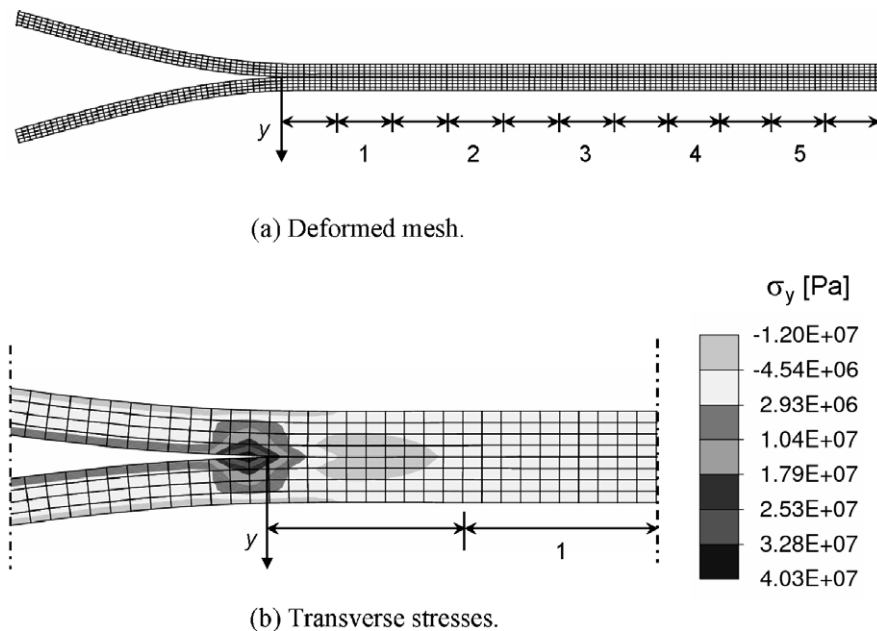 y
1 2 3 4 5
(a) Deformed mesh.
σy [Pa]
-1.20E+07
-4.54E+06
2.93E+06
1.04E+07
1.79E+07
2.53E+07
3.28E+07
4.03E+07
y
1
(b) Transverse stresses.